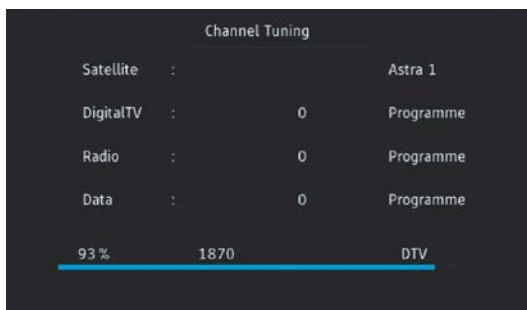 Channel Tuning
Satellite : Astra 1
DigitalTV : 0 Programme
Radio : 0 Programme
Data : 0 Programme
93 % 1870 DTV